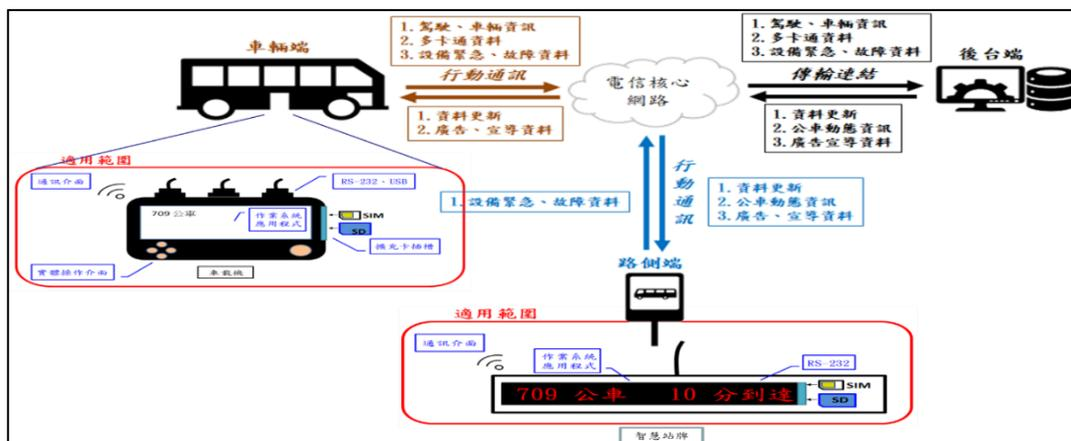 車輛端
1. 駕駛、車輛資訊
2. 多卡通資料
3. 設備緊急、故障資料
行動通訊
1. 資料更新
2. 廣告、宣導資料
電信核心
網路
1. 駕駛、車輛資訊
2. 多卡通資料
3. 設備緊急、故障資料
傳輸連結
1. 資料更新
2. 公車動態資訊
3. 廣告宣導資料
後台端
適用範圍
通訊介面
RS-232、USB
709 公車
作業系統
應用程式
SIM
SD
擴充卡插槽
實體操作介面
車載機
1. 設備緊急、故障資料
行動通訊
1. 資料更新
2. 公車動態資訊
3. 廣告、宣導資料
路側端
適用範圍
通訊介面
作業系統
應用程式
RS-232
709 公車 10 分到達
SIM
SD
智慧站牌